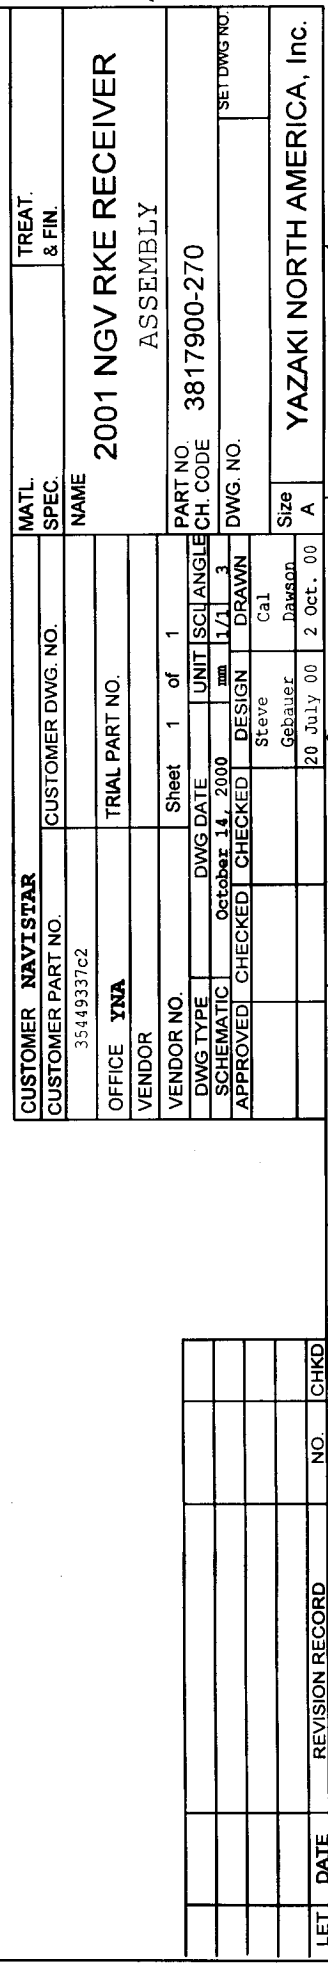 LET DATE REVISION RECORD NO. CHKD
CUSTOMER NAVISTAR
CUSTOMER PART NO. CUSTOMER DWG. NO.
35449337c2
OFFICE YNA TRIAL PART NO.
VENDOR
VENDOR NO. Sheet 1 of 1
DWG TYPE DWG DATE UNIT SCL ANGLE
SCHEMATIC October 14, 2000 mm 1/1 3
APPROVED CHECKED CHECKED DESIGN DRAWN
Steve Cal
Gebauer Dawson
20 July 00 2 Oct. 00
MATL. TREAT.
SPEC. & FIN.
NAME
2001 NGV RKE RECEIVER
ASSEMBLY
PART NO.
CH. CODE 3817900-270
DWG. NO. SET DWG NO.
Size
A
YAZAKI NORTH AMERICA, Inc.